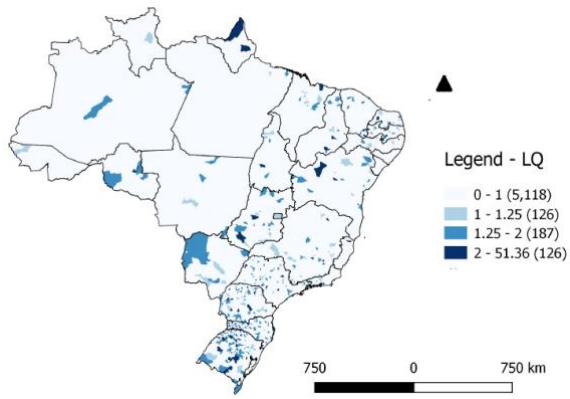 Legend - LQ
0 - 1 (5,118)
1 - 1.25 (126)
1.25 - 2 (187)
2 - 51.36 (126)
750 0 750 km